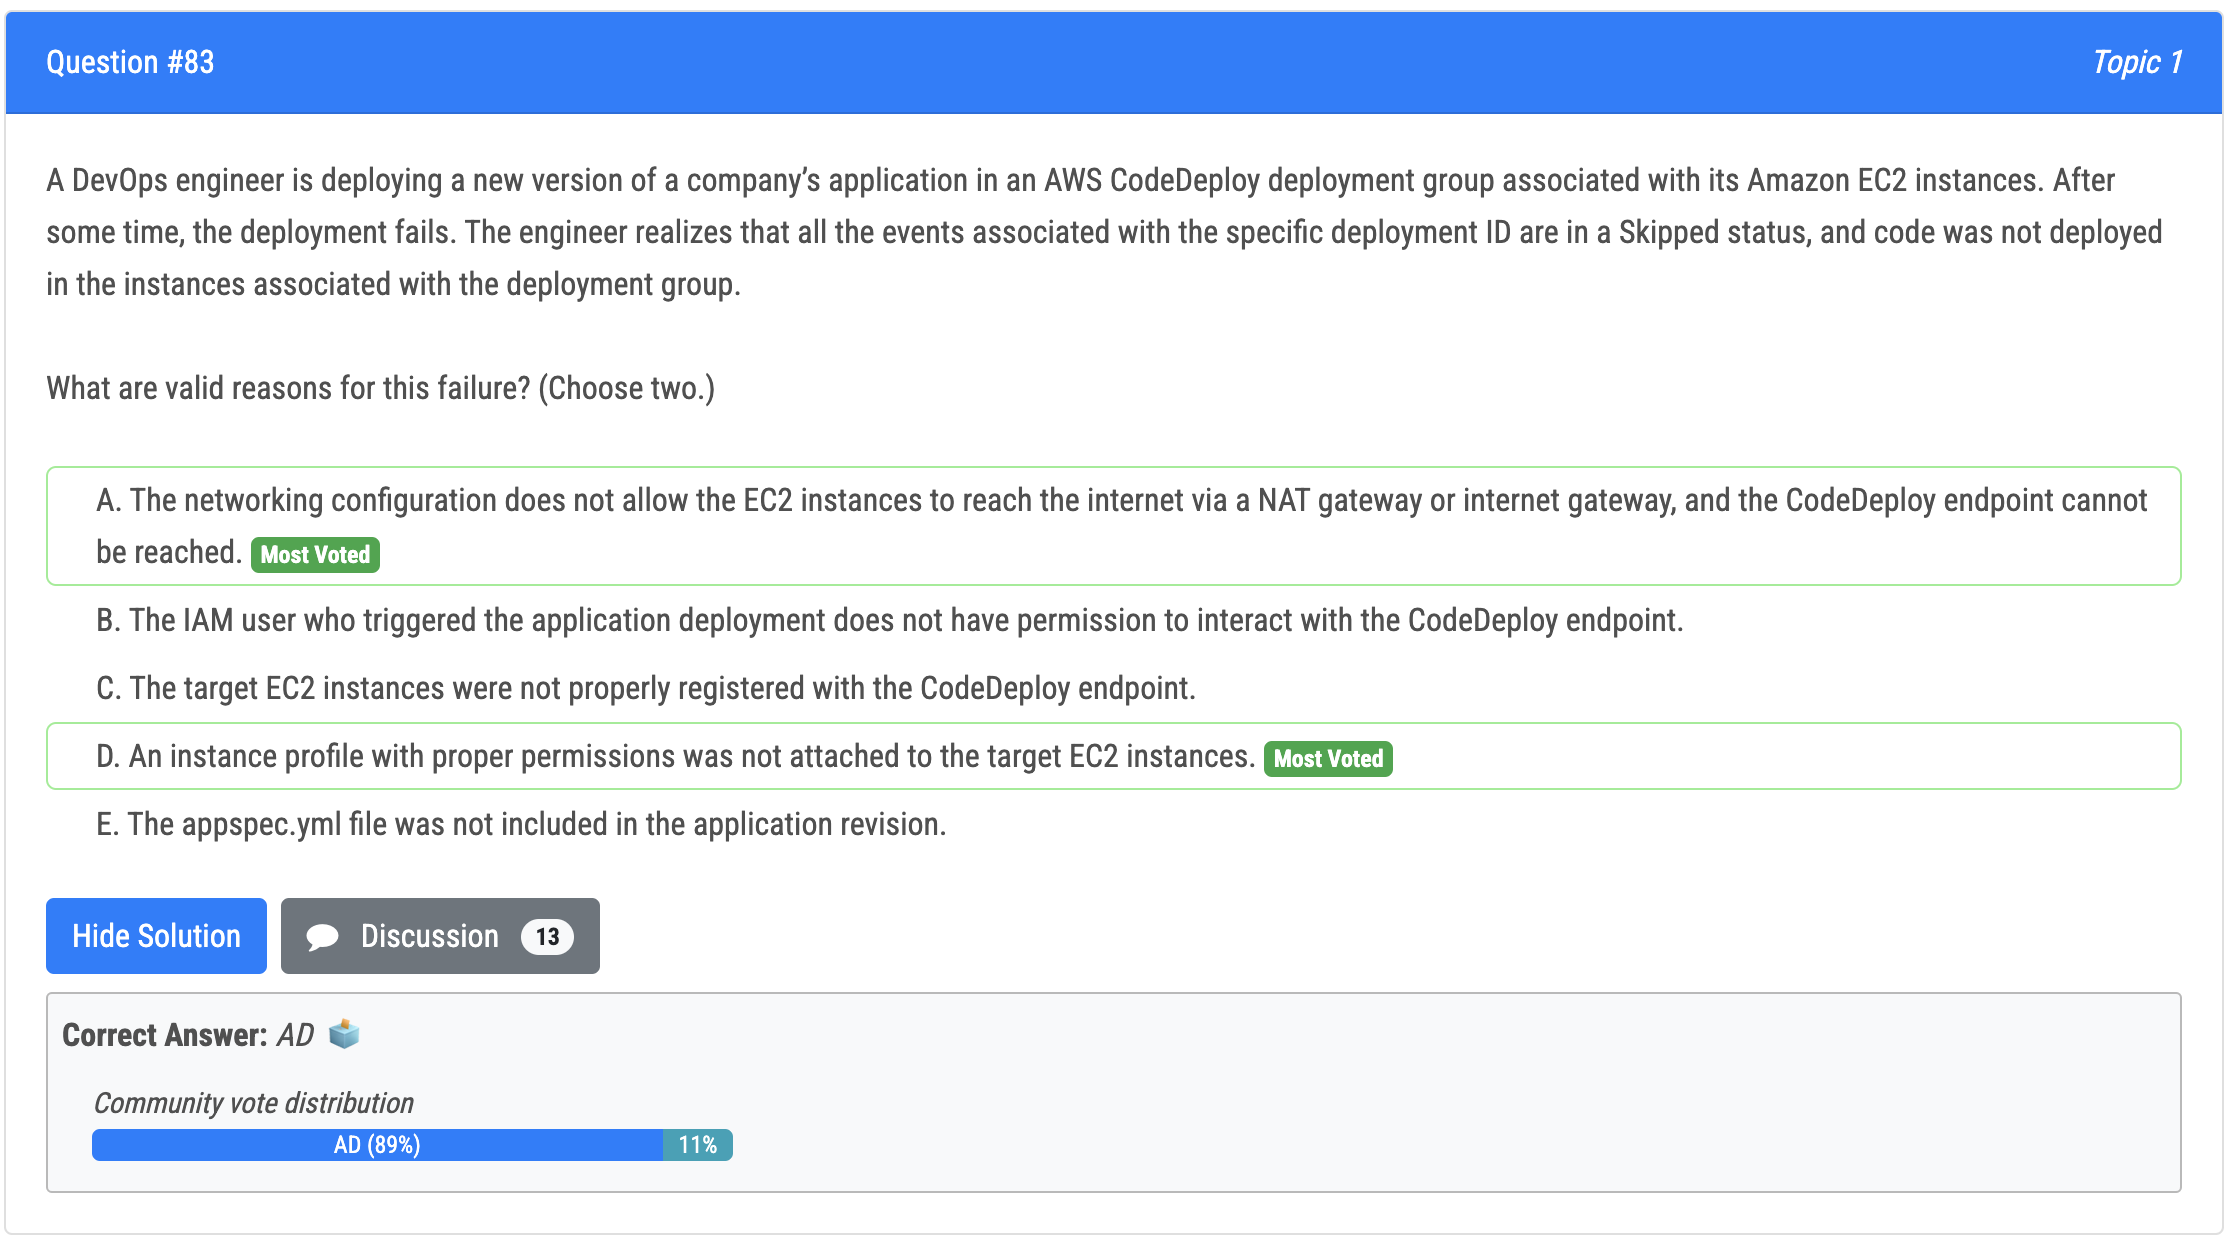 Question #83
Topic 1
A DevOps engineer is deploying a new version of a company’s application in an AWS CodeDeploy deployment group associated with its Amazon EC2 instances. After
some time, the deployment fails. The engineer realizes that all the events associated with the specific deployment ID are in a Skipped status, and code was not deployed
in the instances associated with the deployment group.
What are valid reasons for this failure? (Choose two.)
A. The networking configuration does not allow the EC2 instances to reach the internet via a NAT gateway or internet gateway, and the CodeDeploy endpoint cannot
be reached. Most Voted
B. The IAM user who triggered the application deployment does not have permission to interact with the CodeDeploy endpoint.
C. The target EC2 instances were not properly registered with the CodeDeploy endpoint.
D. An instance profile with proper permissions was not attached to the target EC2 instances. Most Voted
E. The appspec.yml file was not included in the application revision.
Hide Solution
Discussion 13
Correct Answer: AD
Community vote distribution
AD (89%) 11%